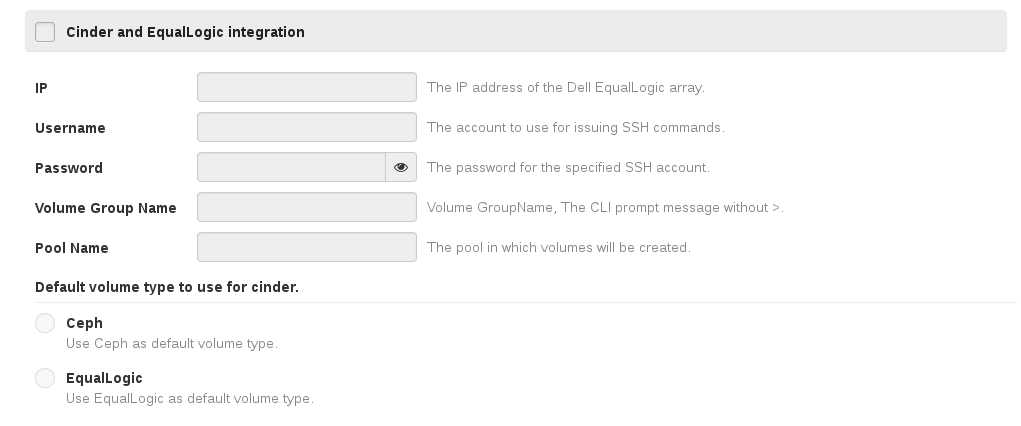 Cinder and EqualLogic integration
IP The IP address of the Dell EqualLogic array.
Username The account to use for issuing SSH commands.
Password The password for the specified SSH account.
Volume Group Name Volume GroupName, The CLI prompt message without >.
Pool Name The pool in which volumes will be created.
Default volume type to use for cinder.
Ceph
Use Ceph as default volume type.
EqualLogic
Use EqualLogic as default volume type.